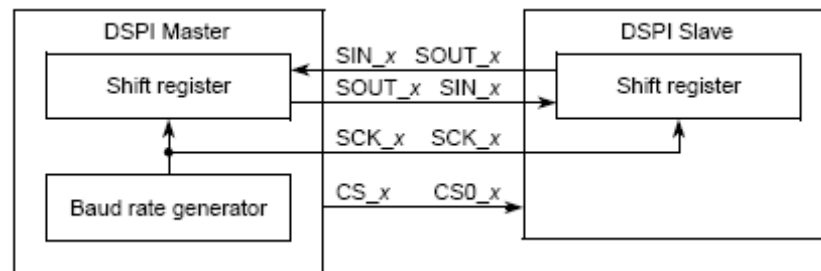 DSPI Master
DSPI Slave
SIN_x SOUT_x
Shift register
Shift register
SOUT_x SIN_x
SCK_x SCK_x
Baud rate generator
CS_x CS0_x